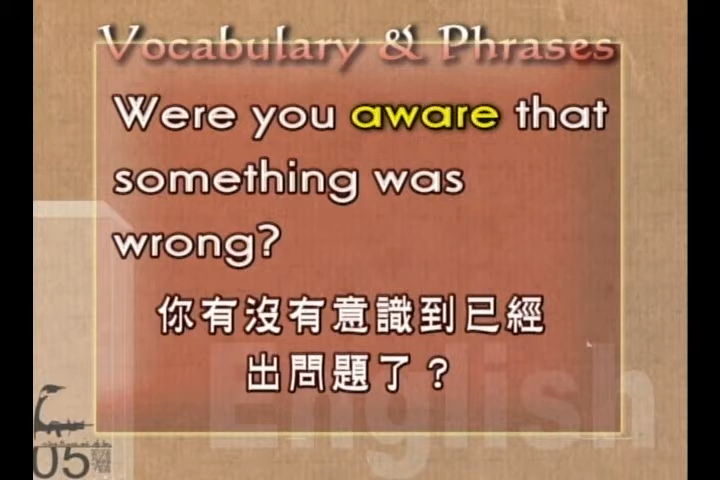 Vocabulary & Phrases
Were you aware that
something was
wrong?
你有沒有意識到已經
出問題了？
English
05